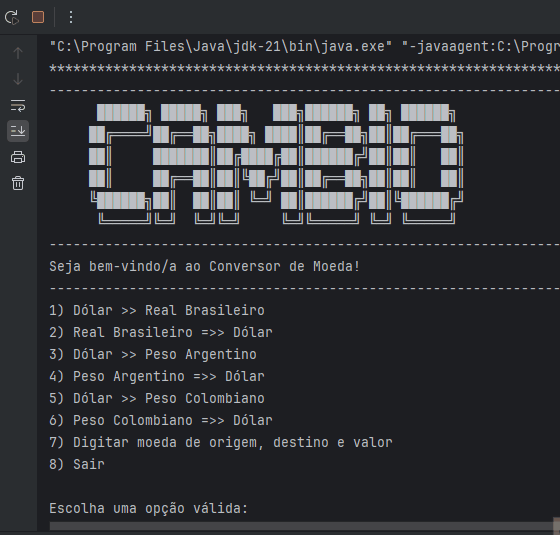 "C:\Program Files\Java\jdk-21\bin\java.exe" "-javaagent:C:\Progr
****************************************************************
----------------------------------------------------------------
CAMBIO
----------------------------------------------------------------
Seja bem-vindo/a ao Conversor de Moeda!
----------------------------------------------------------------
1) Dólar >> Real Brasileiro
2) Real Brasileiro =>> Dólar
3) Dólar >> Peso Argentino
4) Peso Argentino =>> Dólar
5) Dólar >> Peso Colombiano
6) Peso Colombiano =>> Dólar
7) Digitar moeda de origem, destino e valor
8) Sair
Escolha uma opção válida: